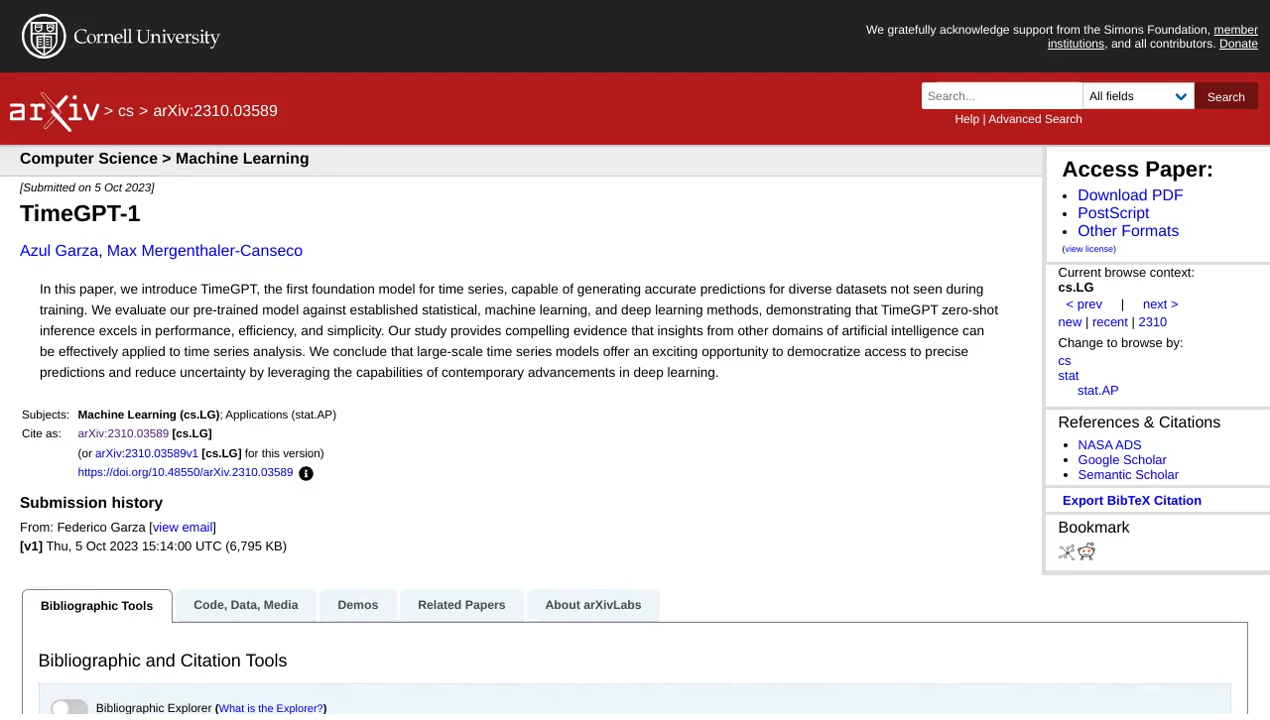 Cornell University
We gratefully acknowledge support from the Simons Foundation, member
institutions, and all contributors. Donate
arXiv > cs > arXiv:2310.03589
Search...
All fields
Search
Help | Advanced Search
Computer Science > Machine Learning
[Submitted on 5 Oct 2023]
TimeGPT-1
Azul Garza, Max Mergenthaler-Canseco
In this paper, we introduce TimeGPT, the first foundation model for time series, capable of generating accurate predictions for diverse datasets not seen during
training. We evaluate our pre-trained model against established statistical, machine learning, and deep learning methods, demonstrating that TimeGPT zero-shot
inference excels in performance, efficiency, and simplicity. Our study provides compelling evidence that insights from other domains of artificial intelligence can
be effectively applied to time series analysis. We conclude that large-scale time series models offer an exciting opportunity to democratize access to precise
predictions and reduce uncertainty by leveraging the capabilities of contemporary advancements in deep learning.
Subjects: Machine Learning (cs.LG); Applications (stat.AP)
Cite as: arXiv:2310.03589 [cs.LG]
(or arXiv:2310.03589v1 [cs.LG] for this version)
https://doi.org/10.48550/arXiv.2310.03589
Submission history
From: Federico Garza [view email]
[v1] Thu, 5 Oct 2023 15:14:00 UTC (6,795 KB)
Access Paper:
Download PDF
PostScript
Other Formats
(view license)
Current browse context:
cs.LG
< prev | next >
new | recent | 2310
Change to browse by:
cs
stat
stat.AP
References & Citations
NASA ADS
Google Scholar
Semantic Scholar
Export BibTeX Citation
Bookmark
Bibliographic Tools
Code, Data, Media
Demos
Related Papers
About arXivLabs
Bibliographic and Citation Tools
Bibliographic Explorer (What is the Explorer?)